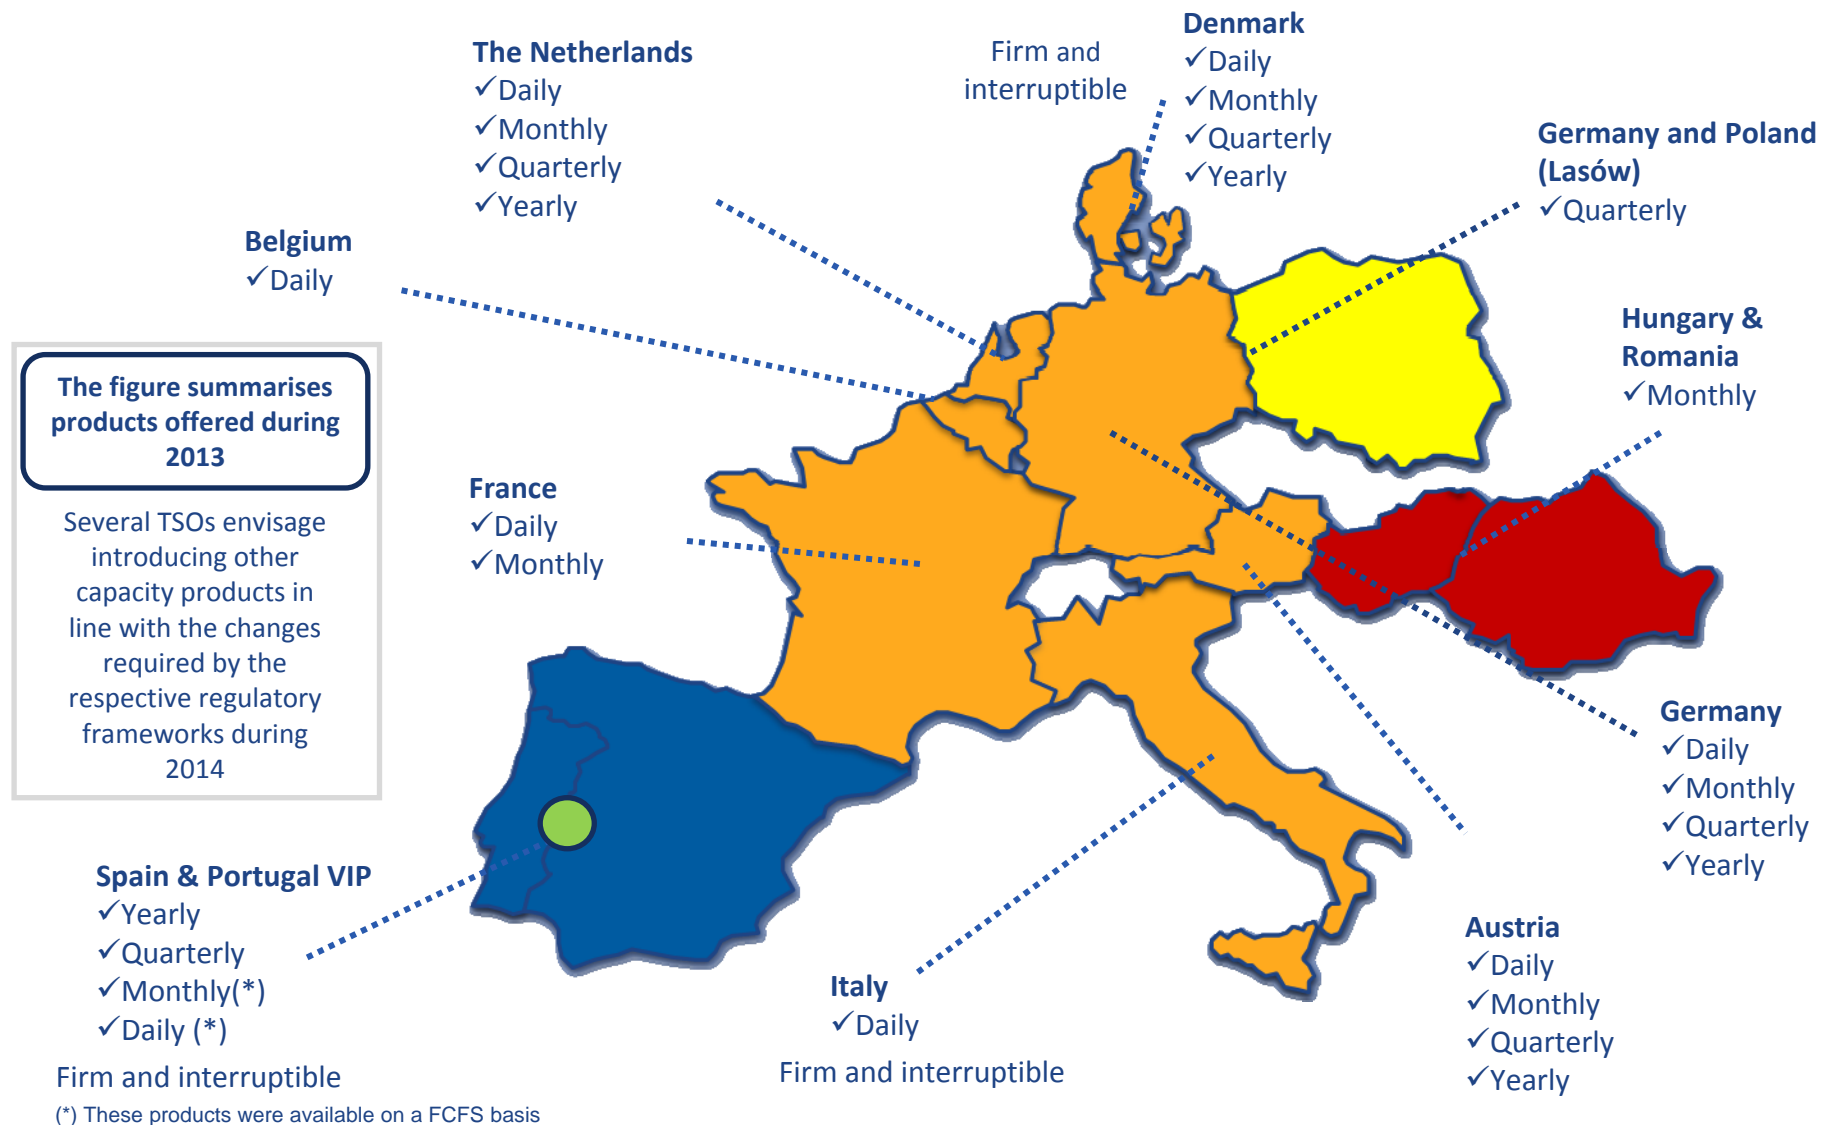 Denmark
✓Daily
✓Monthly
✓Quarterly
✓Yearly
Firm and
interruptible
The Netherlands
✓Daily
✓Monthly
✓Quarterly
✓Yearly
Germany and Poland
(Lasów)
✓Quarterly
Belgium
✓Daily
Hungary &
Romania
✓Monthly
The figure summarises
products offered during
2013
Several TSOs envisage
introducing other
capacity products in
line with the changes
required by the
respective regulatory
frameworks during
2014
France
✓Daily
✓Monthly
Germany
✓Daily
✓Monthly
✓Quarterly
✓Yearly
Spain & Portugal VIP
✓Yearly
✓Quarterly
✓Monthly(*)
✓Daily (*)
Firm and interruptible
(*) These products were available on a FCFS basis
Italy
✓Daily
Firm and interruptible
Austria
✓Daily
✓Monthly
✓Quarterly
✓Yearly